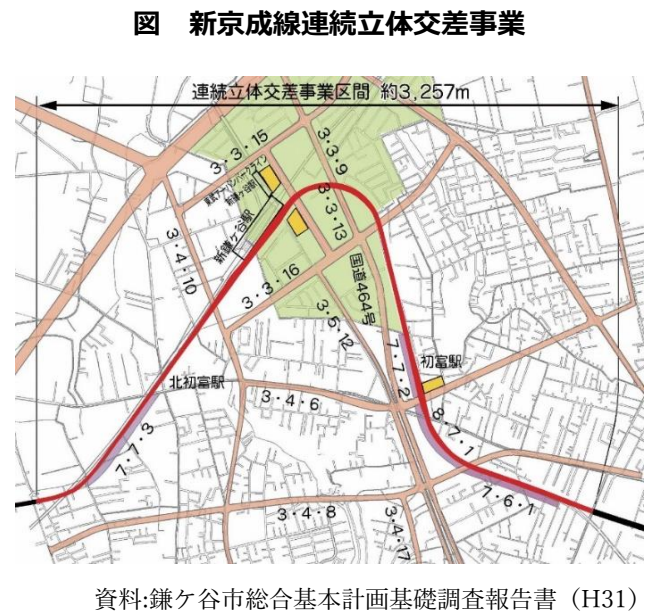 図　新京成線連続立体交差事業
連続立体交差事業区間 約3,257m
3・3・15
3・3・9
東武アーバンパークライン
新鎌ケ谷駅
新鎌ケ谷駅
3・3・13
3・4・10
3・3・16
国道464号
3・5・12
7・7・2
初富駅
北初富駅
3・4・6
8・7・1
7・7・3
7・6・1
3・4・8
3・4・17
資料:鎌ケ谷市総合基本計画基礎調査報告書（H31）